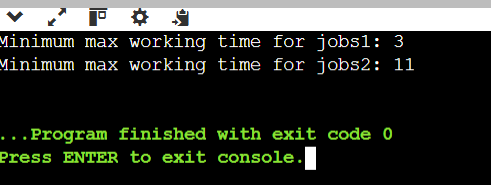 Minimum max working time for jobs1: 3
Minimum max working time for jobs2: 11
...Program finished with exit code 0
Press ENTER to exit console.